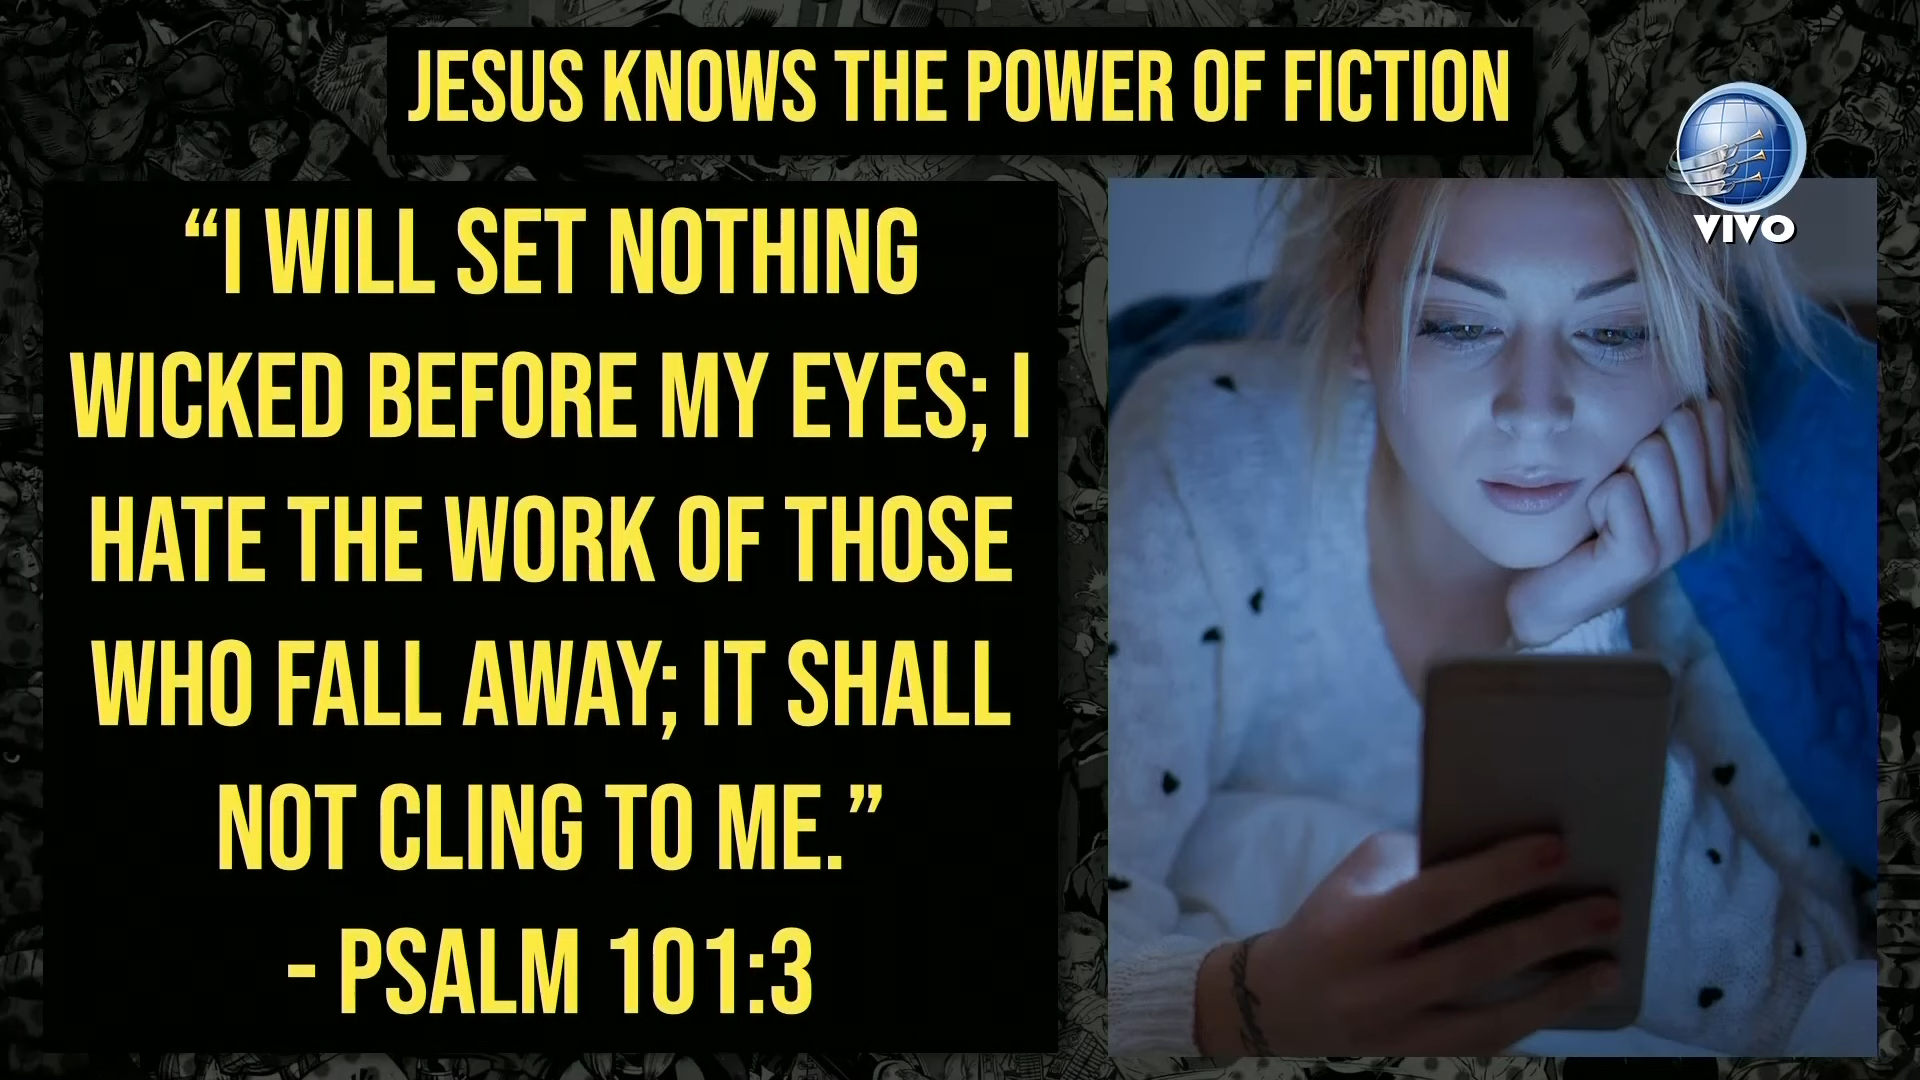 JESUS KNOWS THE POWER OF FICTION
VIVO
“I WILL SET NOTHING
WICKED BEFORE MY EYES; I
HATE THE WORK OF THOSE
WHO FALL AWAY; IT SHALL
NOT CLING TO ME.”
- PSALM 101:3